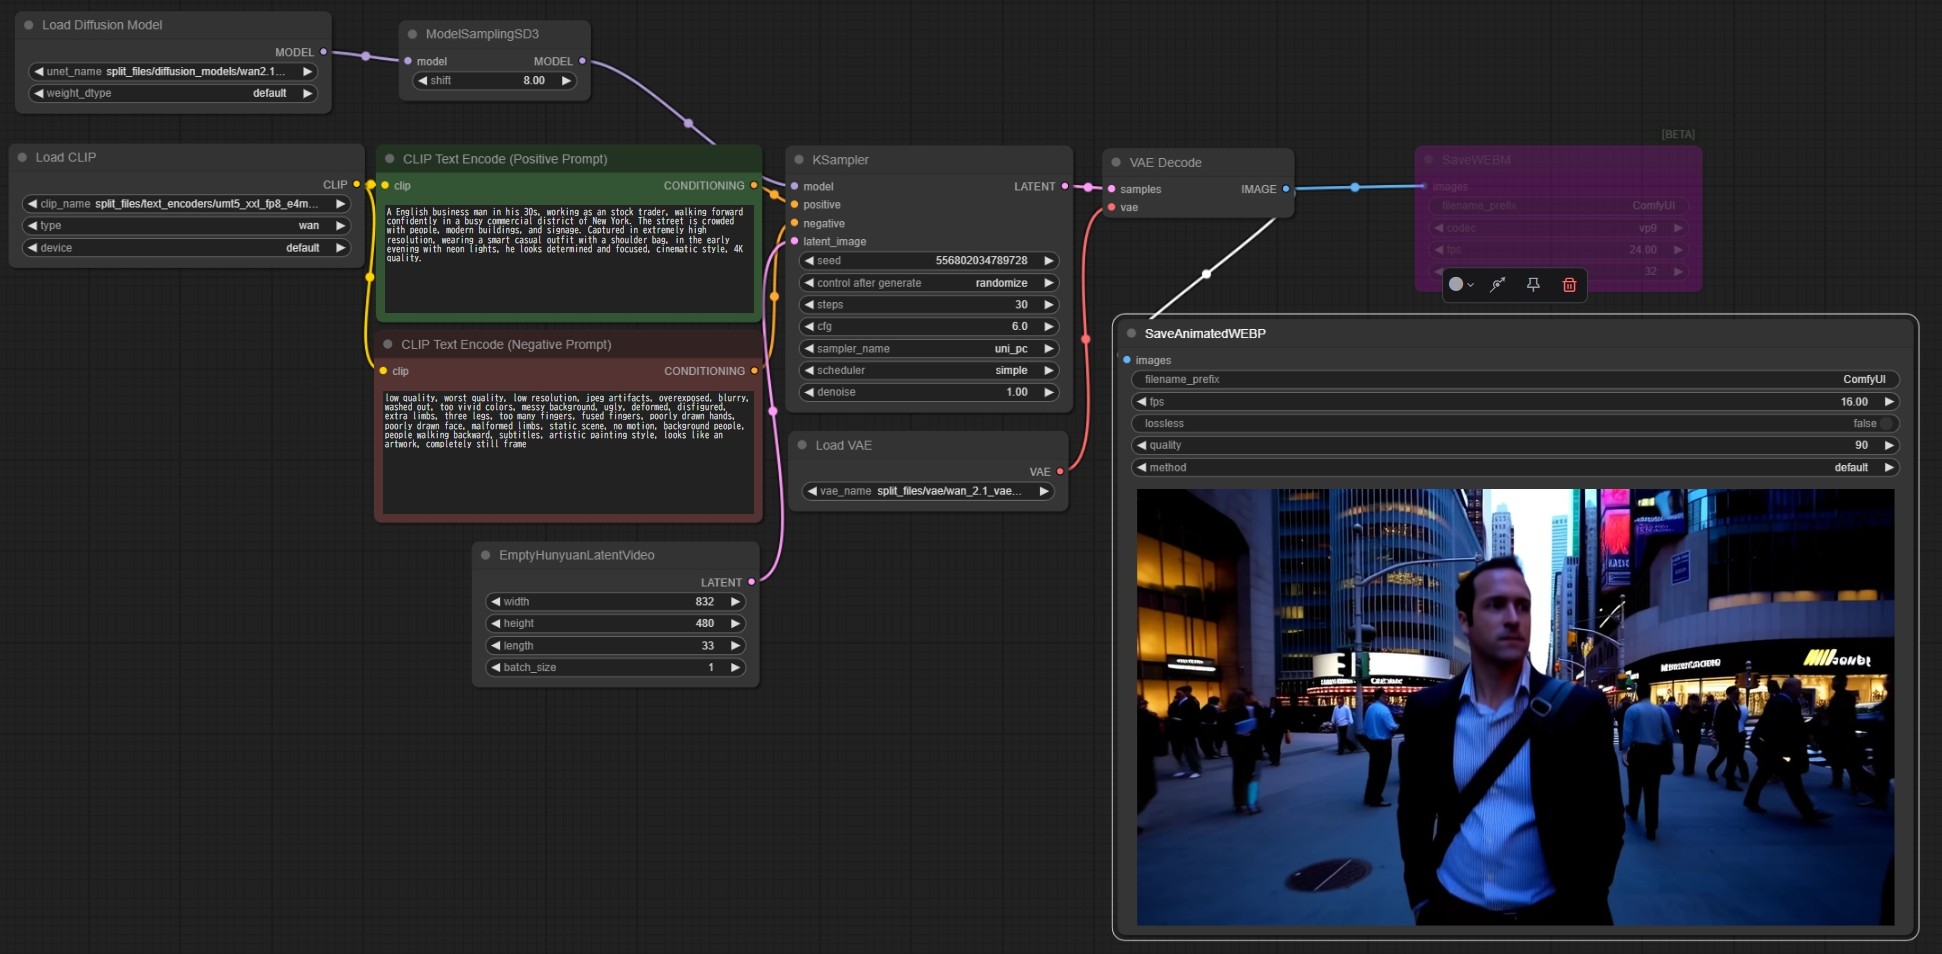 Load Diffusion Model
MODEL
unet_name split_files/diffusion_models/wan2.1...
weight_dtype default
ModelSamplingSD3
model MODEL
shift 8.00
Load CLIP
CLIP
clip_name split_files/text_encoders/umt5_xxl_fp8_e4m...
type wan
device default
CLIP Text Encode (Positive Prompt)
clip CONDITIONING
A English business man in his 30s, working as an stock trader, walking forward
confidently in a busy commercial district of New York. The street is crowded
with people, modern buildings, and signage. Captured in extremely high
resolution, wearing a smart casual outfit with a shoulder bag, in the early
evening with neon lights, he looks determined and focused, cinematic style, 4K
quality.
CLIP Text Encode (Negative Prompt)
clip CONDITIONING
low quality, worst quality, low resolution, jpeg artifacts, overexposed, blurry,
washed out, too vivid colors, messy background, ugly, deformed, disfigured,
extra limbs, three legs, too many fingers, fused fingers, poorly drawn hands,
poorly drawn face, malformed limbs, static scene, no motion, background people,
people walking backward, subtitles, artistic painting style, looks like an
artwork, completely still frame
EmptyHunyuanLatentVideo
LATENT
width 832
height 480
length 33
batch_size 1
KSampler
model LATENT
positive
negative
latent_image
seed 556802034789728
control after generate randomize
steps 30
cfg 6.0
sampler_name uni_pc
scheduler simple
denoise 1.00
Load VAE
VAE
vae_name split_files/vae/wan_2.1_vae...
VAE Decode
samples IMAGE
vae
[BETA]
SaveWEBM
images
filename_prefix ComfyUI
codec vp9
fps 24.00
32
SaveAnimatedWEBP
images
filename_prefix ComfyUI
fps 16.00
lossless false
quality 90
method default